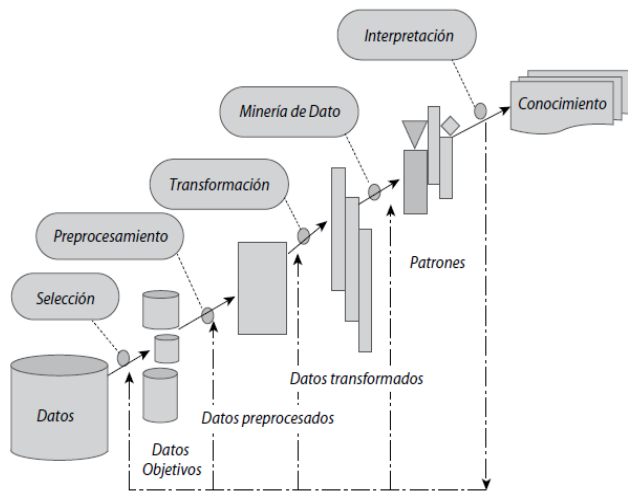 Interpretación
Conocimiento
Minería de Dato
Transformación
Preprocesamiento
Patrones
Selección
Datos transformados
Datos
Datos preprocesados
Datos
Objetivos